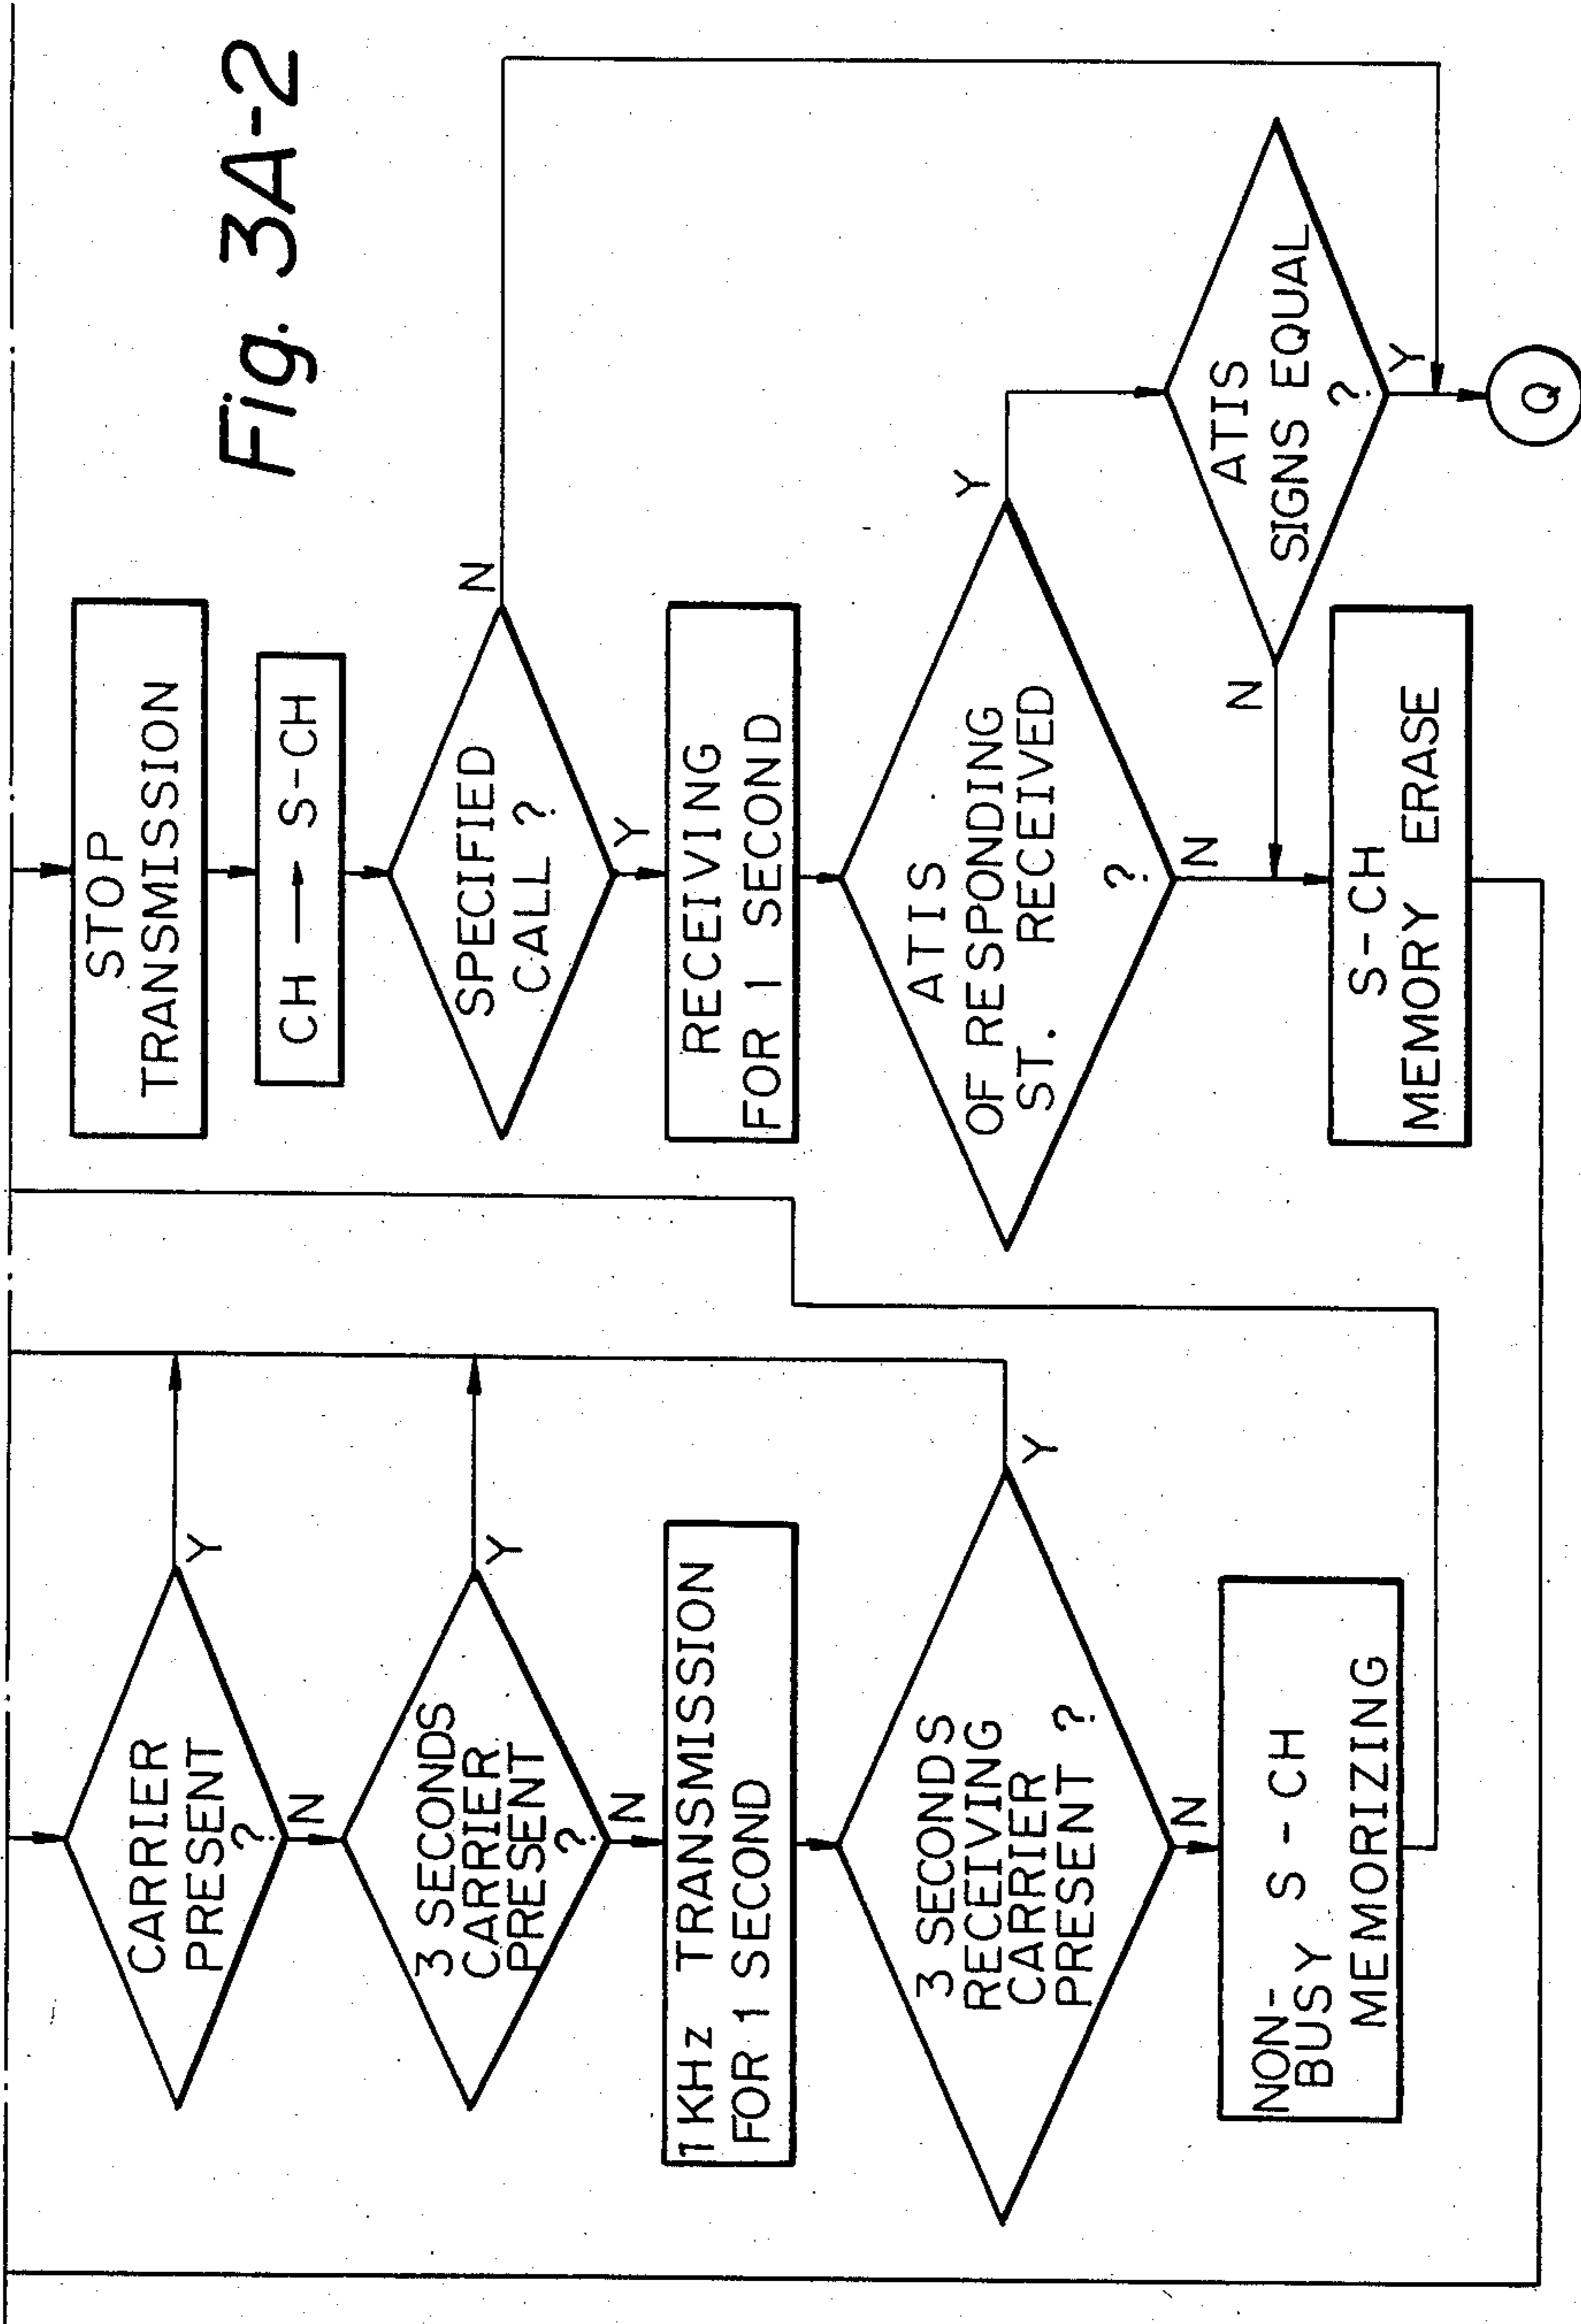 Fig. 3A-2
CARRIER
PRESENT
?
Y
N
3 SECONDS
CARRIER
PRESENT
?
Y
N
1KHz TRANSMISSION
FOR 1 SECOND
3 SECONDS
RECEIVING
CARRIER
PRESENT ?
Y
N
NON-
BUSY S-CH
MEMORIZING
STOP
TRANSMISSION
CH → S-CH
SPECIFIED
CALL ?
N
Y
RECEIVING
FOR 1 SECOND
ATIS
OF RESPONDING
ST. RECEIVED
?
Y
N
ATIS
SIGNS EQUAL
?
N
Y
S-CH
MEMORY ERASE
Q